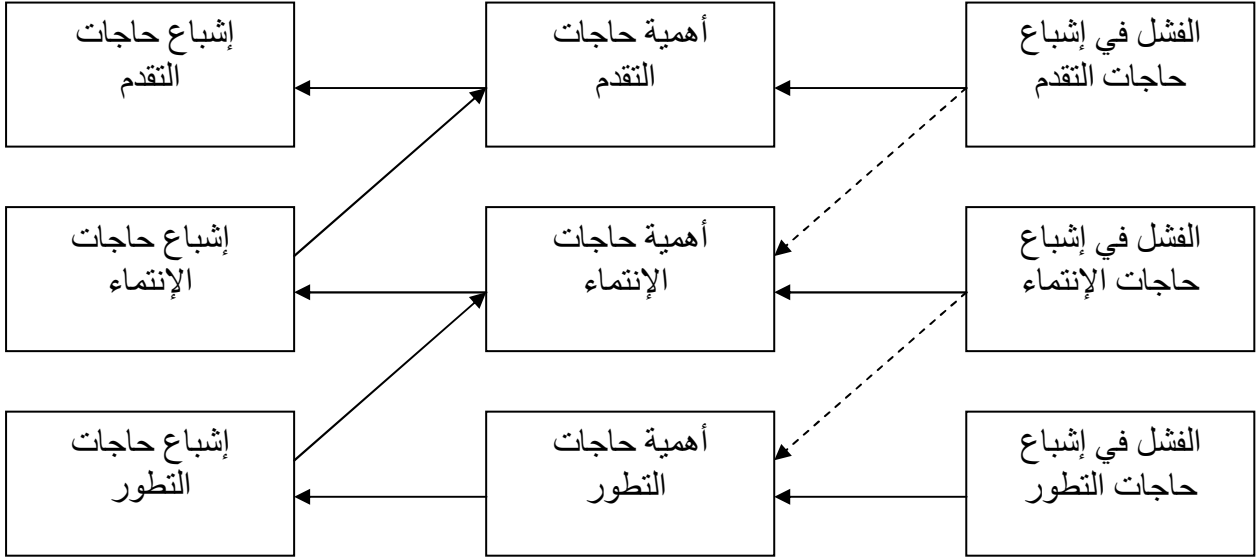 الفشل في إشباع
حاجات التقدم
أهمية حاجات
التقدم
إشباع حاجات
التقدم
الفشل في إشباع
حاجات الإنتماء
أهمية حاجات
الإنتماء
إشباع حاجات
الإنتماء
الفشل في إشباع
حاجات التطور
أهمية حاجات
التطور
إشباع حاجات
التطور